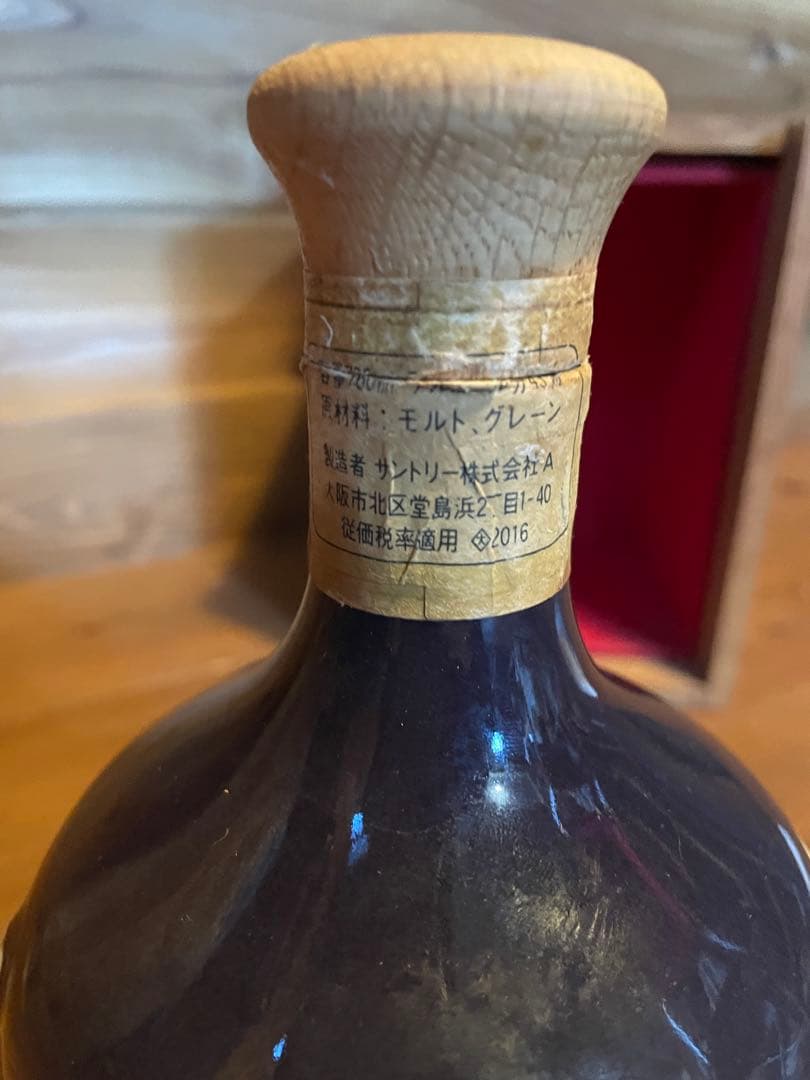 原材料:モルト、グレーン
製造者 サントリー株式会社A
大阪市北区堂島浜2丁目1-40
従価税率適用 2016